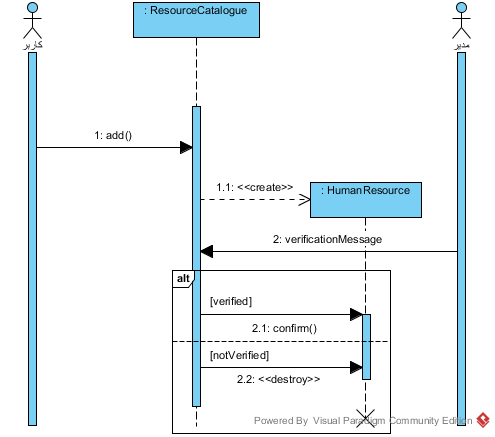 : ResourceCatalogue
کاربر
مدیر
1: add()
1.1: <<create>>
: HumanResource
2: verificationMessage
alt
[verified]
2.1: confirm()
[notVerified]
2.2: <<destroy>>
Powered By Visual Paradigm Community Edition